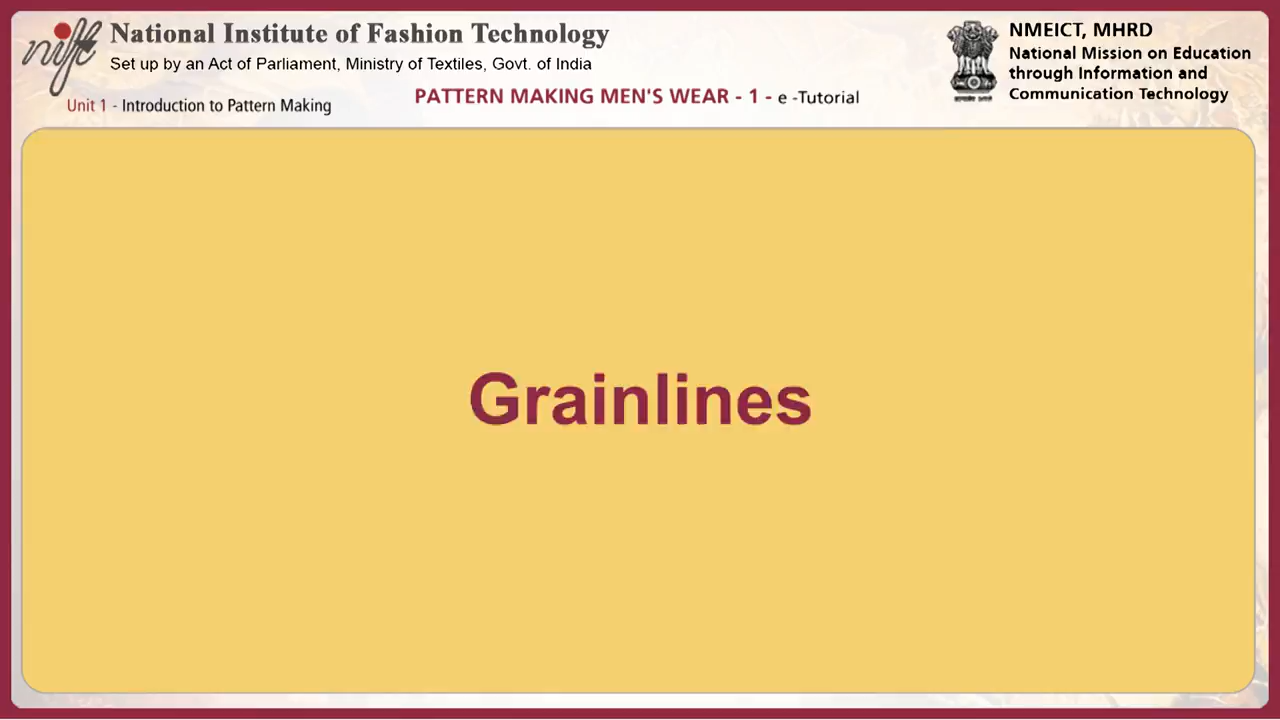 nift
National Institute of Fashion Technology
Set up by an Act of Parliament, Ministry of Textiles, Govt. of India
Unit 1 - Introduction to Pattern Making
PATTERN MAKING MEN'S WEAR - 1 - e -Tutorial
NMEICT, MHRD
National Mission on Education
through Information and
Communication Technology
Grainlines